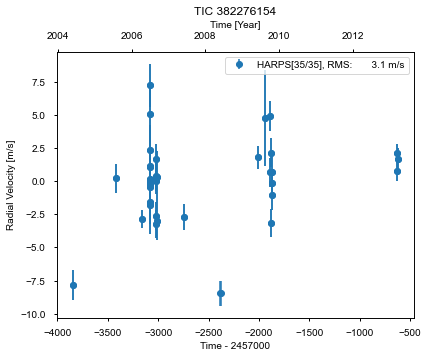 TIC 382276154
Time [Year]
2004 2006 2008 2010 2012
HARPS[35/35], RMS: 3.1 m/s
Radial Velocity [m/s]
7.5
5.0
2.5
0.0
−2.5
−5.0
−7.5
−10.0
−4000 −3500 −3000 −2500 −2000 −1500 −1000 −500
Time - 2457000